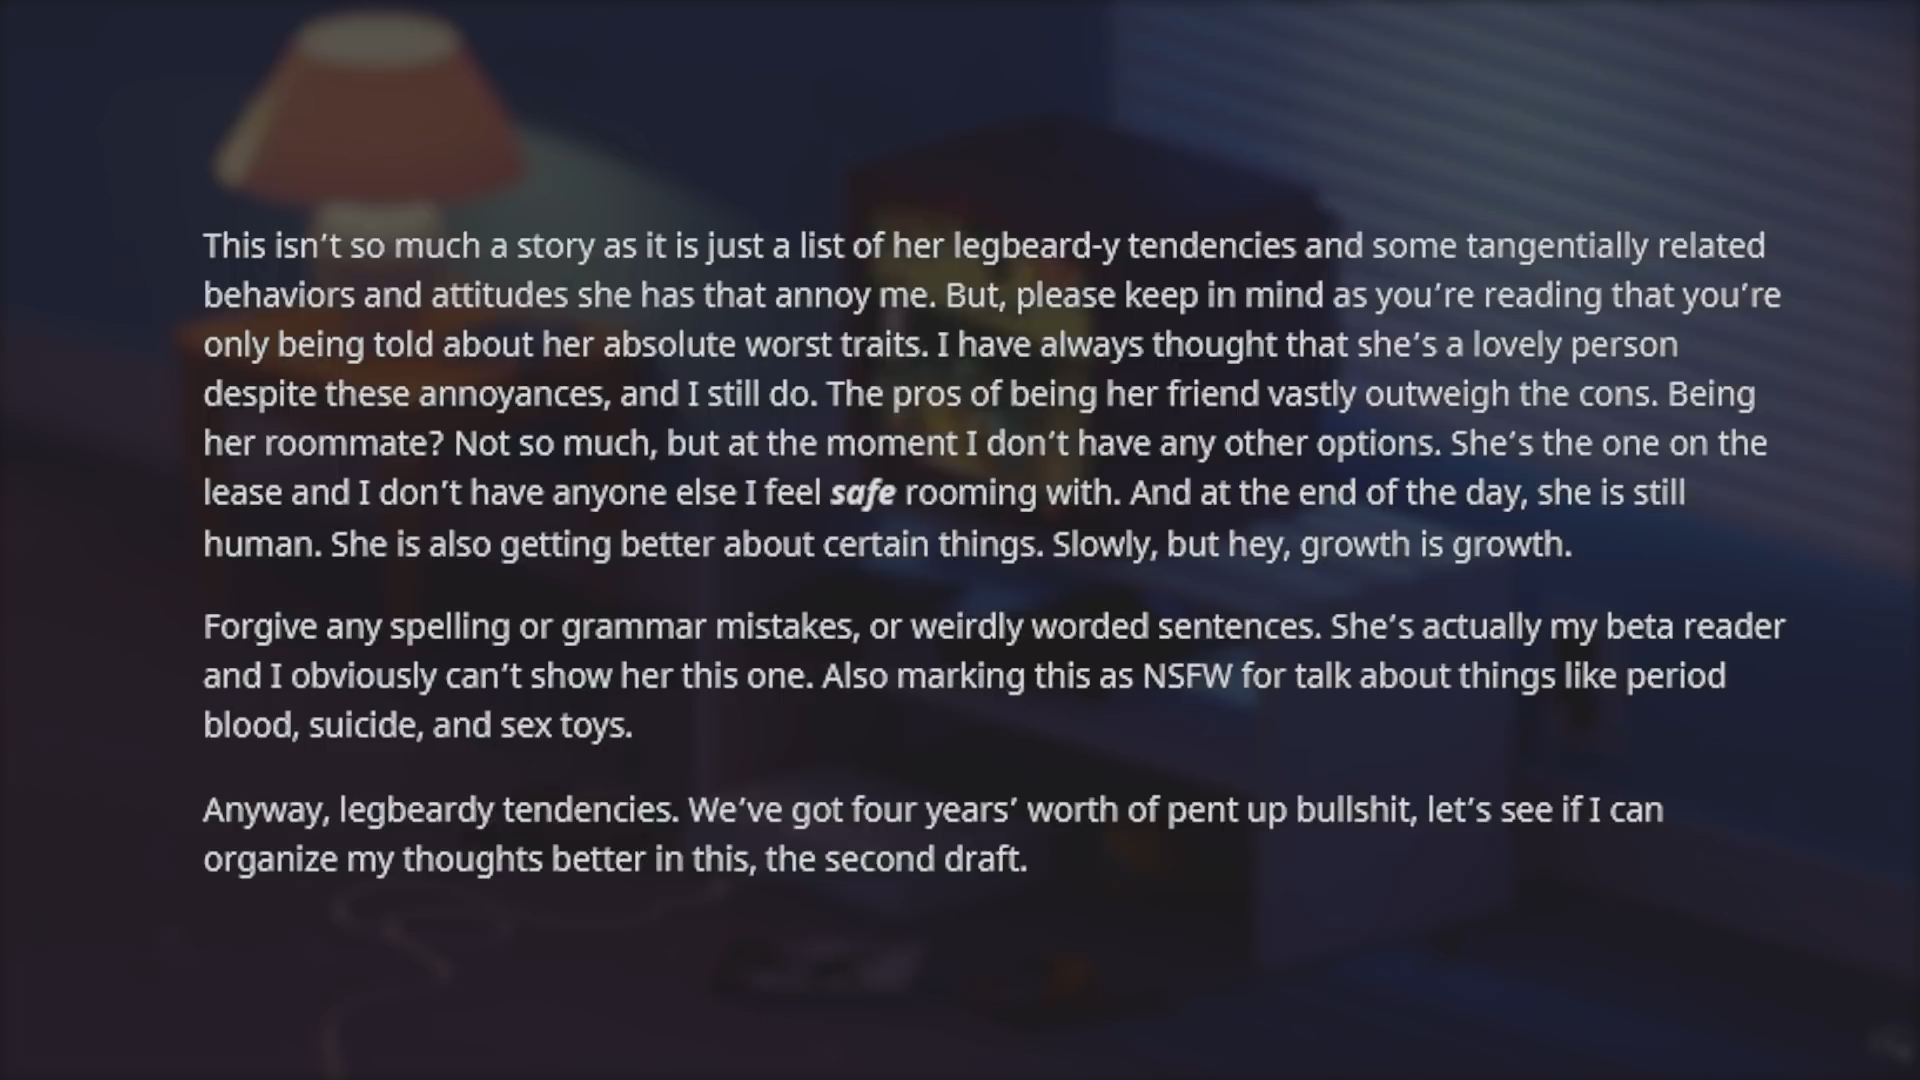 This isn’t so much a story as it is just a list of her legbeard-y tendencies and some tangentially related
behaviors and attitudes she has that annoy me. But, please keep in mind as you’re reading that you’re
only being told about her absolute worst traits. I have always thought that she’s a lovely person
despite these annoyances, and I still do. The pros of being her friend vastly outweigh the cons. Being
her roommate? Not so much, but at the moment I don’t have any other options. She’s the one on the
lease and I don’t have anyone else I feel safe rooming with. And at the end of the day, she is still
human. She is also getting better about certain things. Slowly, but hey, growth is growth.
Forgive any spelling or grammar mistakes, or weirdly worded sentences. She’s actually my beta reader
and I obviously can’t show her this one. Also marking this as NSFW for talk about things like period
blood, suicide, and sex toys.
Anyway, legbeardy tendencies. We’ve got four years’ worth of pent up bullshit, let’s see if I can
organize my thoughts better in this, the second draft.